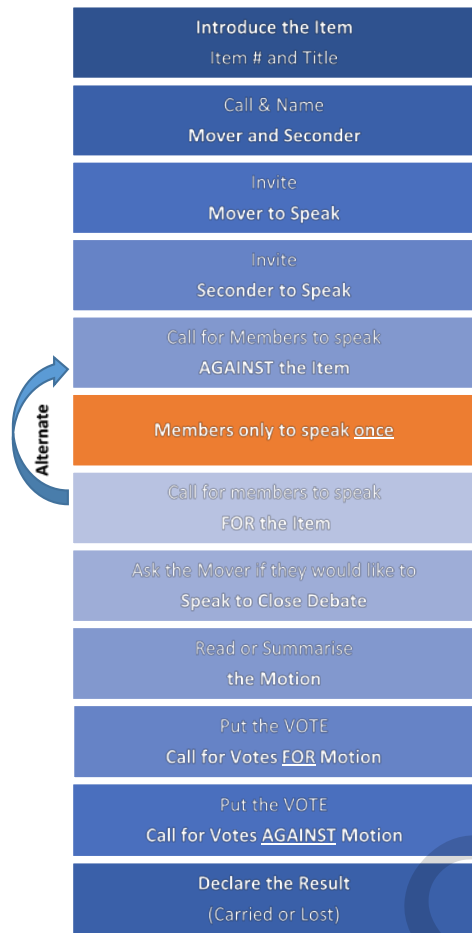 Introduce the Item
Item # and Title
Call & Name
Mover and Seconder
Invite
Mover to Speak
Invite
Seconder to Speak
Call for Members to speak
AGAINST the Item
Alternate
Members only to speak once
Call for members to speak
FOR the Item
Ask the Mover if they would like to
Speak to Close Debate
Read or Summarise
the Motion
Put the VOTE
Call for Votes FOR Motion
Put the VOTE
Call for Votes AGAINST Motion
Declare the Result
(Carried or Lost)